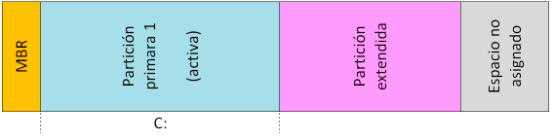 MBR
Partición
primara 1
(activa)
Partición
extendida
Espacio no
asignado
C: